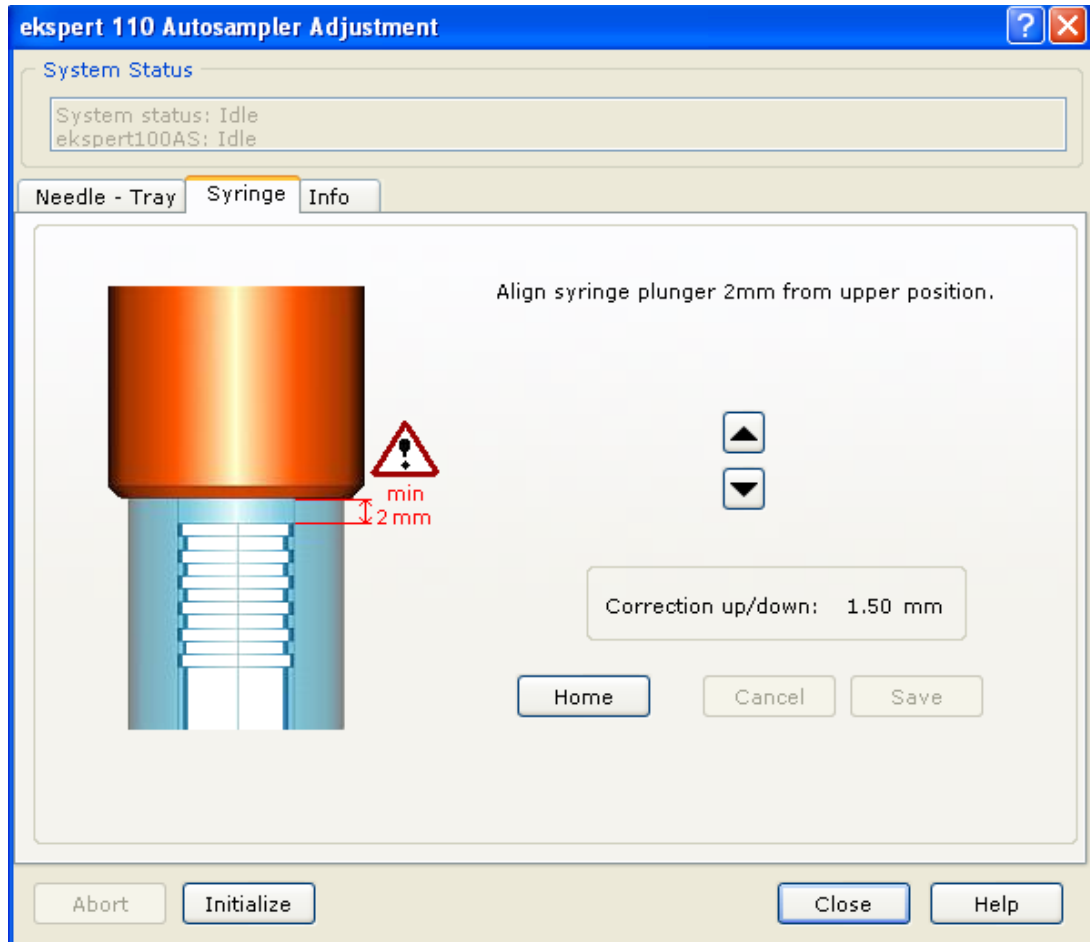 ekspert 110 Autosampler Adjustment
System Status
System status: Idle
ekspert100AS: Idle
Needle - Tray Syringe Info
Align syringe plunger 2mm from upper position.
min
2 mm
Correction up/down: 1.50 mm
Home Cancel Save
Abort Initialize Close Help